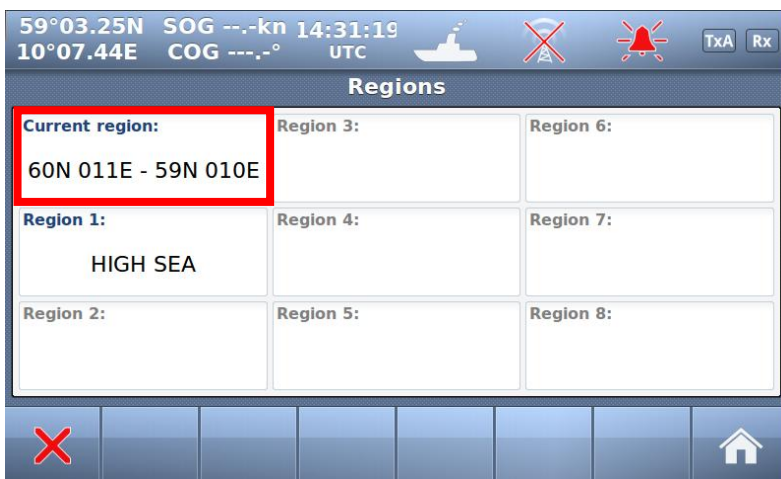 59°03.25N SOG --.-kn 14:31:19
10°07.44E COG ---.-° UTC
TxA Rx
Regions
Current region:
60N 011E - 59N 010E
Region 3:
Region 6:
Region 1:
HIGH SEA
Region 4:
Region 7:
Region 2:
Region 5:
Region 8: